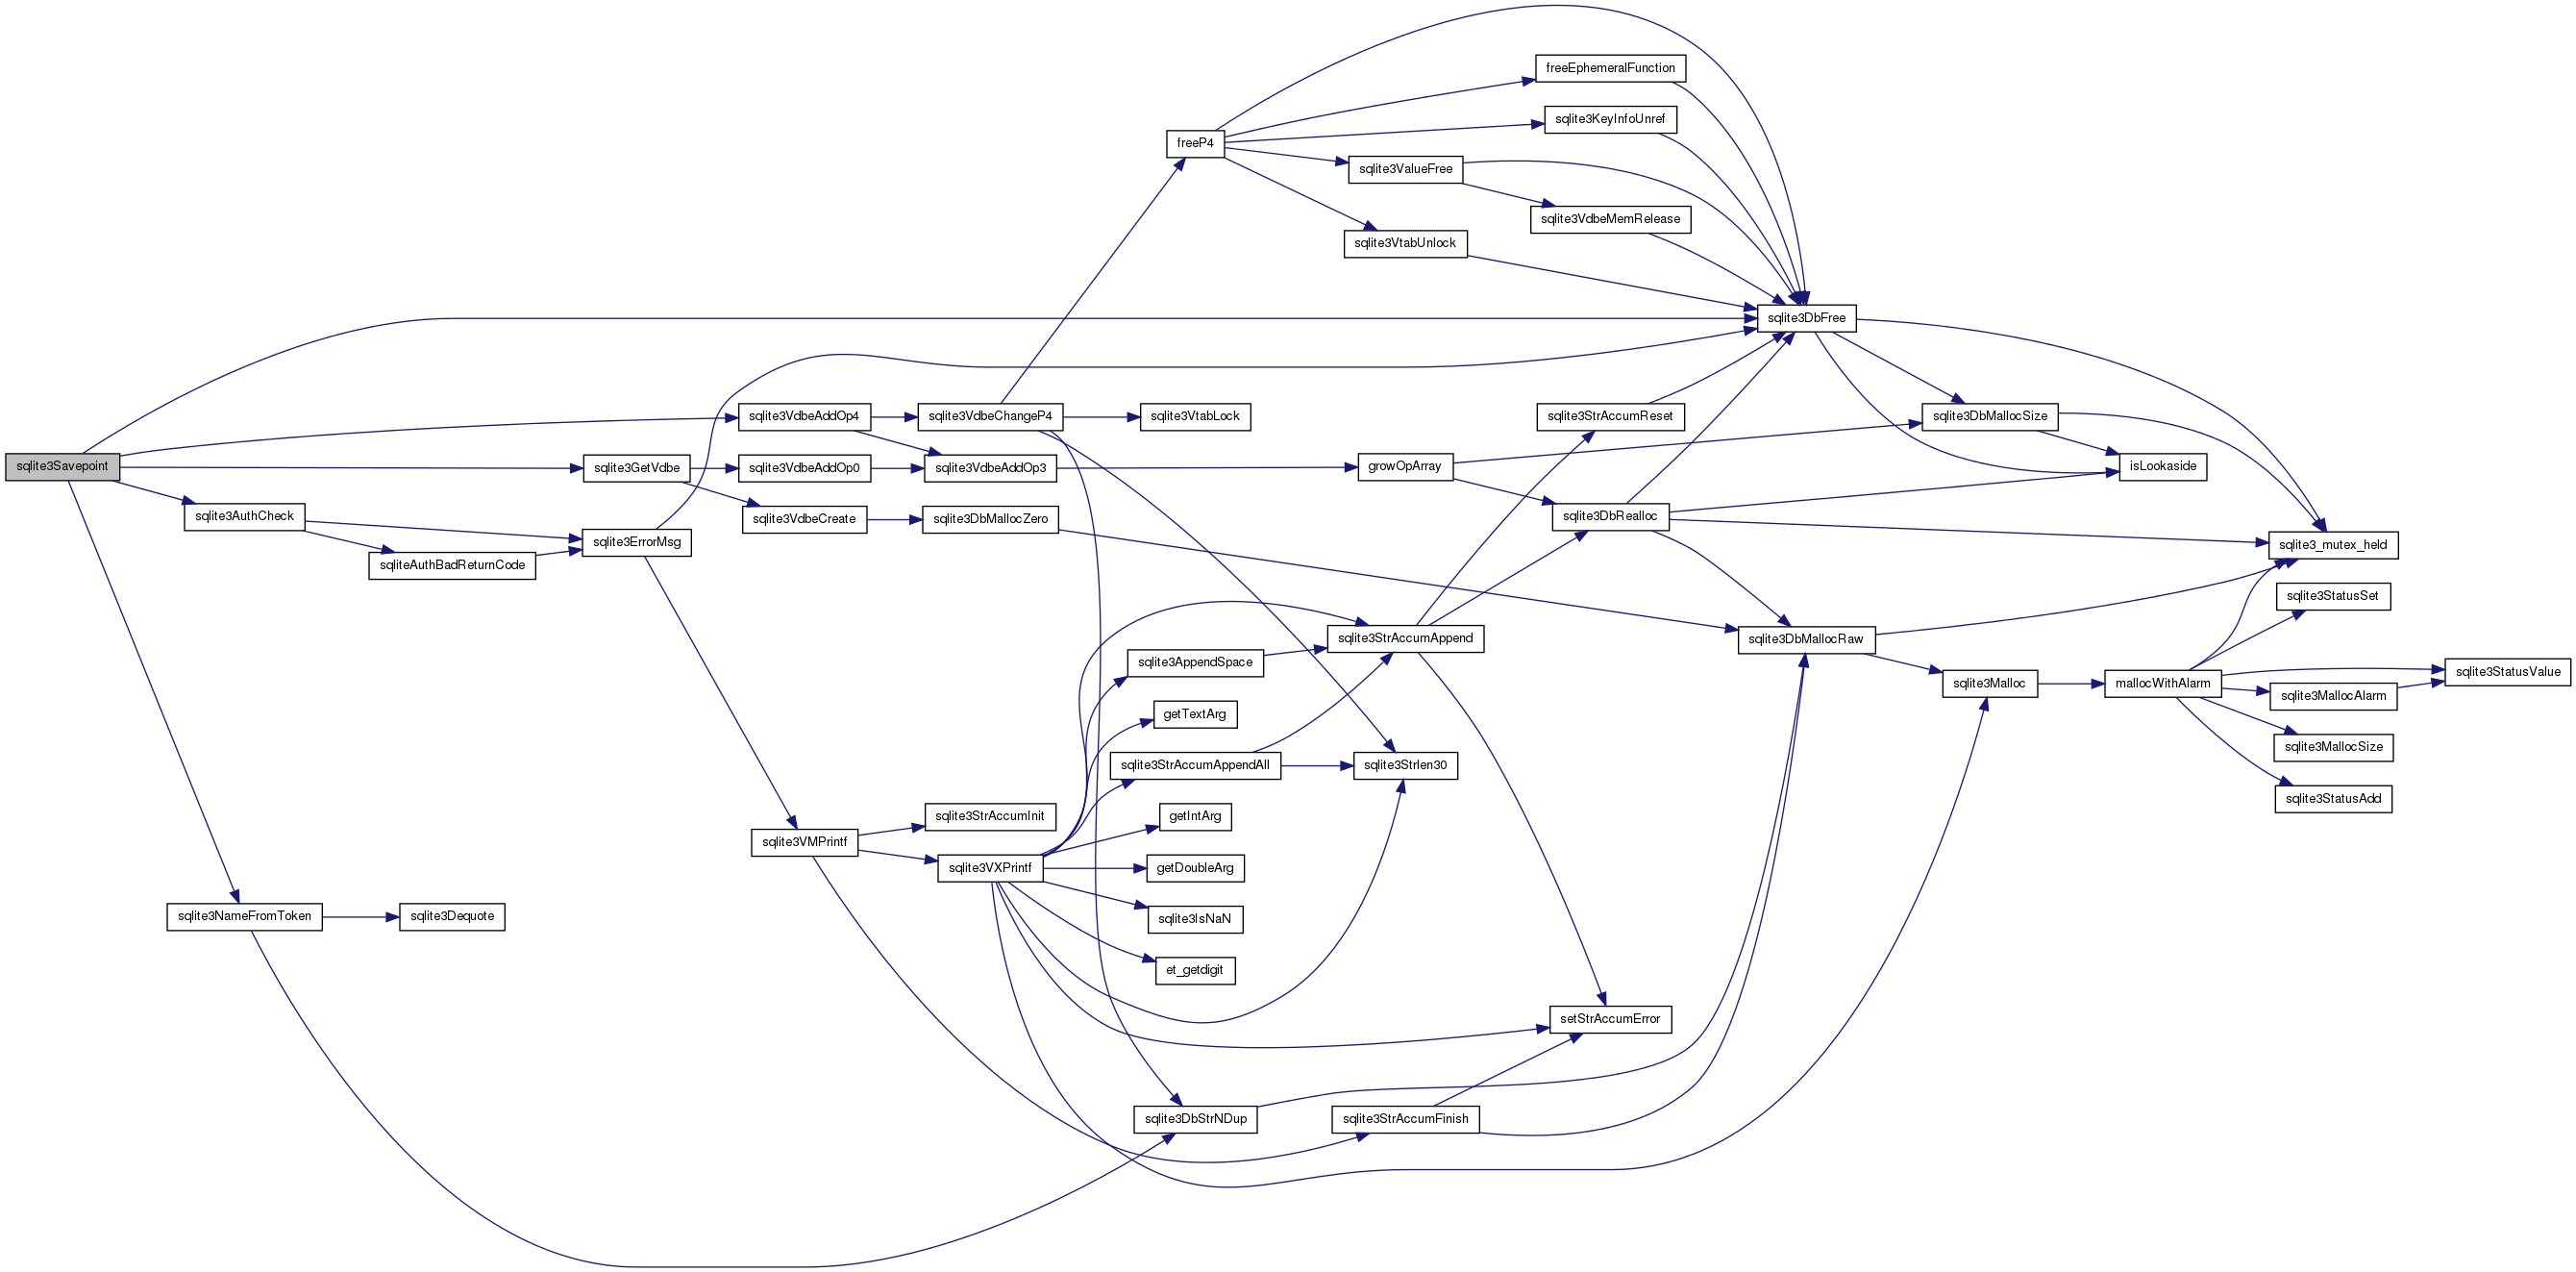 freeEphemeralFunction
sqlite3KeyInfoUnref
freeP4
sqlite3ValueFree
sqlite3VdbeMemRelease
sqlite3VtabUnlock
sqlite3DbFree
sqlite3VdbeAddOp4
sqlite3VdbeChangeP4
sqlite3VtabLock
sqlite3StrAccumReset
sqlite3DbMallocSize
sqlite3Savepoint
sqlite3GetVdbe
sqlite3VdbeAddOp0
sqlite3VdbeAddOp3
growOpArray
isLookaside
sqlite3AuthCheck
sqlite3VdbeCreate
sqlite3DbMallocZero
sqlite3DbRealloc
sqlite3ErrorMsg
sqlite3_mutex_held
sqliteAuthBadReturnCode
sqlite3StatusSet
sqlite3StrAccumAppend
sqlite3DbMallocRaw
sqlite3AppendSpace
sqlite3StatusValue
sqlite3Malloc
mallocWithAlarm
sqlite3MallocAlarm
getTextArg
sqlite3MallocSize
sqlite3StrAccumAppendAll
sqlite3Strlen30
sqlite3StatusAdd
sqlite3StrAccumInit
getIntArg
sqlite3VMPrintf
sqlite3VXPrintf
getDoubleArg
sqlite3NameFromToken
sqlite3Dequote
sqlite3IsNaN
et_getdigit
setStrAccumError
sqlite3DbStrNDup
sqlite3StrAccumFinish